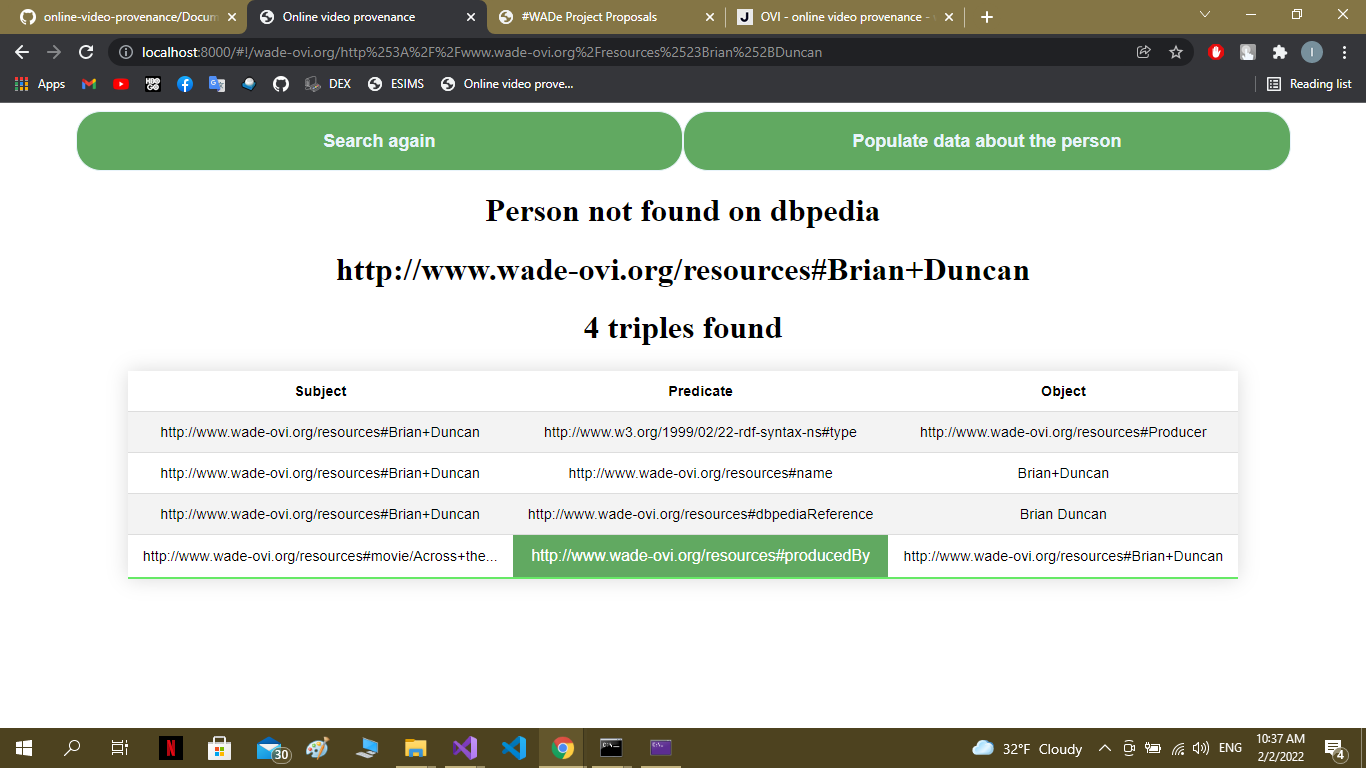 online-video-provenance/Docum
Online video provenance
#WADe Project Proposals
OVI - online video provenance -
localhost:8000/#!/wade-ovi.org/http%253A%2F%2Fwww.wade-ovi.org%2Fresources%2523Brian%252BDuncan
I
Apps
HBO
GO
DEX
ESIMS
Online video prove...
Reading list
Search again
Populate data about the person
Person not found on dbpedia
http://www.wade-ovi.org/resources#Brian+Duncan
4 triples found
Subject Predicate Object
http://www.wade-ovi.org/resources#Brian+Duncan http://www.w3.org/1999/02/22-rdf-syntax-ns#type http://www.wade-ovi.org/resources#Producer
http://www.wade-ovi.org/resources#Brian+Duncan http://www.wade-ovi.org/resources#name Brian+Duncan
http://www.wade-ovi.org/resources#Brian+Duncan http://www.wade-ovi.org/resources#dbpediaReference Brian Duncan
http://www.wade-ovi.org/resources#movie/Across+the... http://www.wade-ovi.org/resources#producedBy http://www.wade-ovi.org/resources#Brian+Duncan
N
30
32°F Cloudy
ENG
10:37 AM
2/2/2022
4